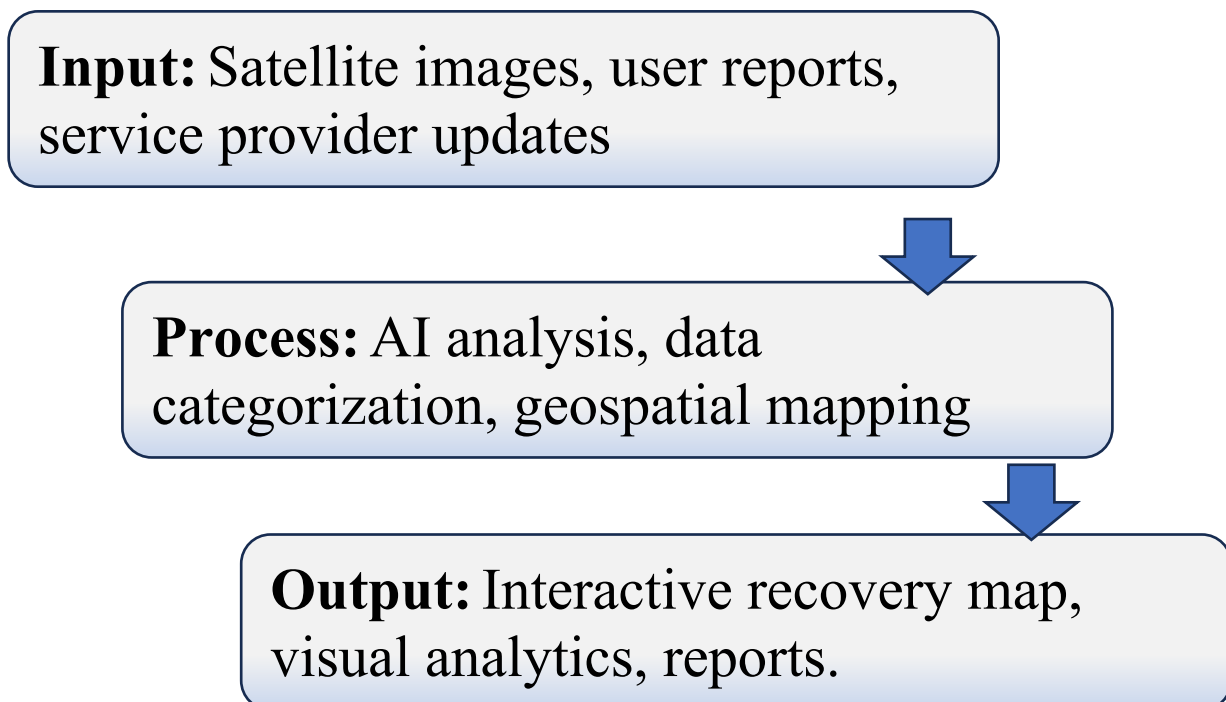 Input: Satellite images, user reports,
service provider updates
Process: AI analysis, data
categorization, geospatial mapping
Output: Interactive recovery map,
visual analytics, reports.